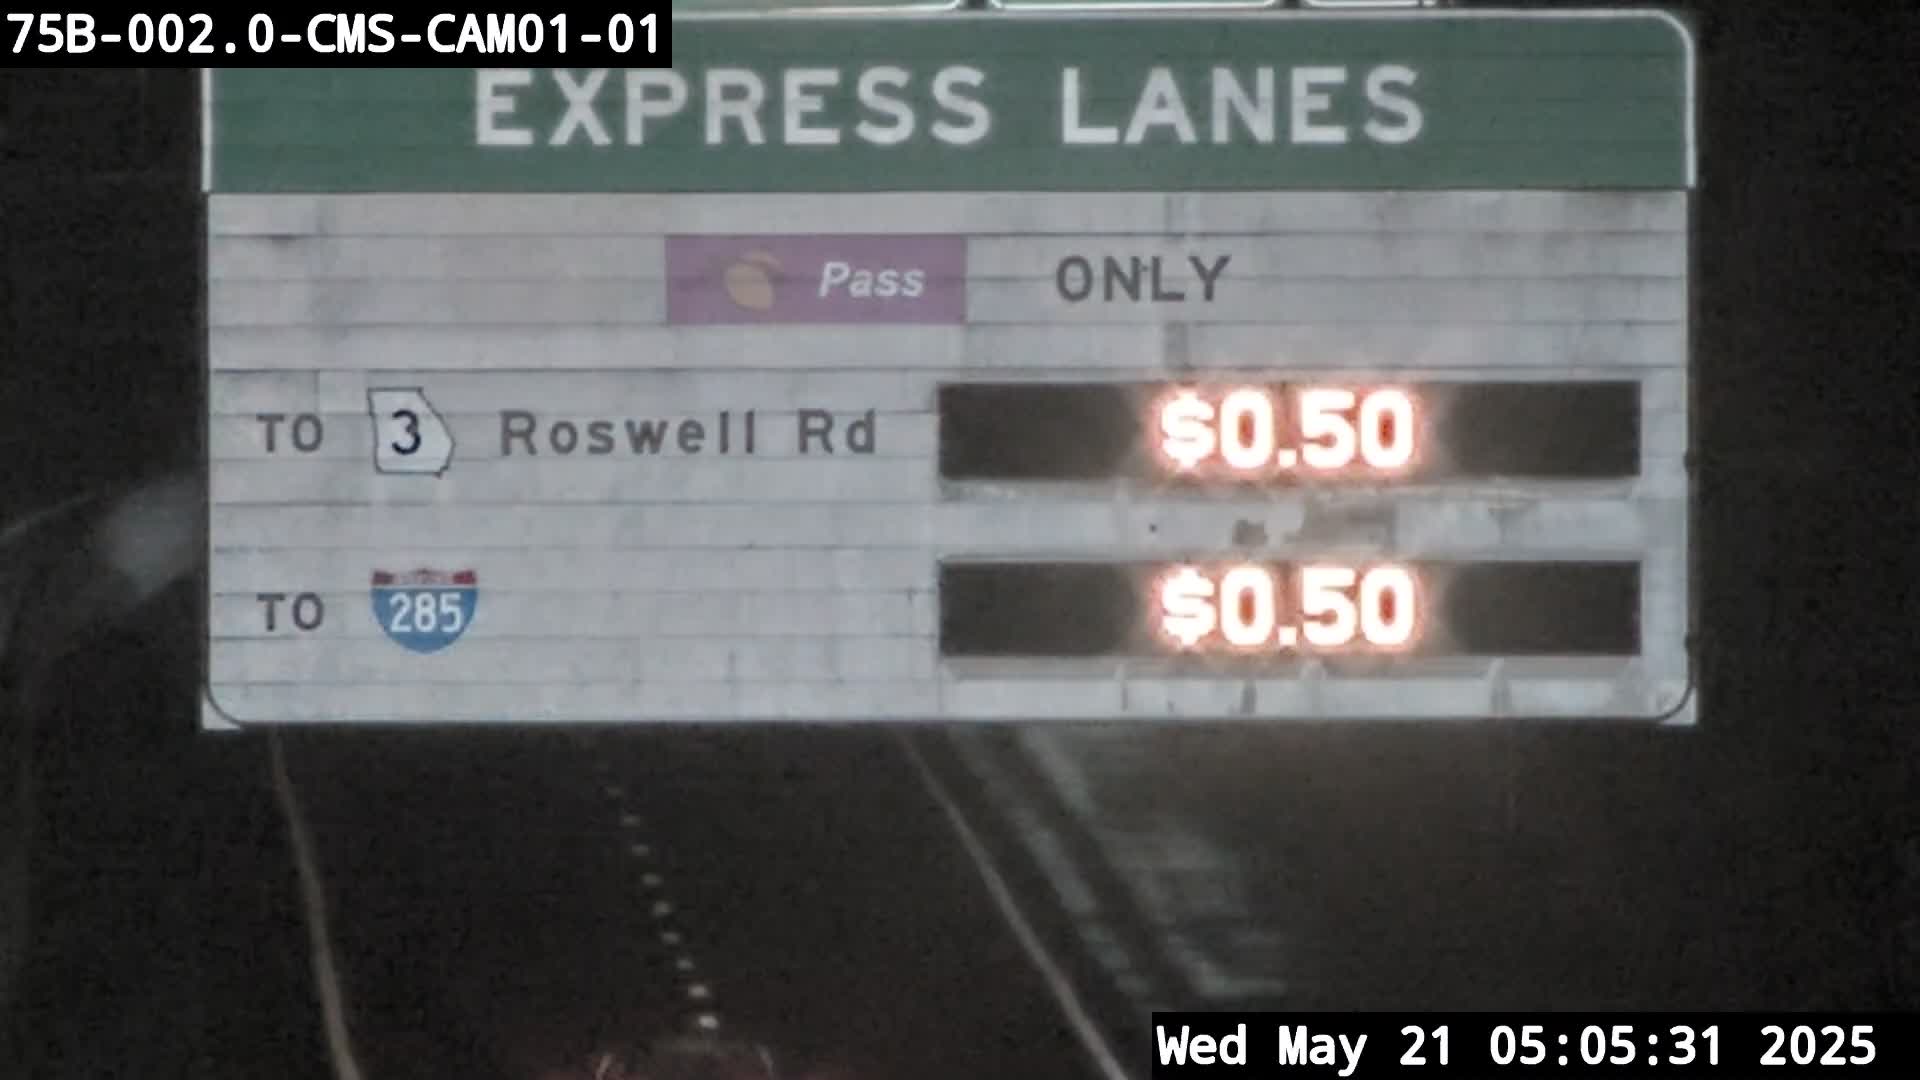 75B-002.0-CMS-CAM01-01
EXPRESS LANES
Pass ONLY
TO 3 Roswell Rd $0.50
TO 285 $0.50
Wed May 21 05:05:31 2025